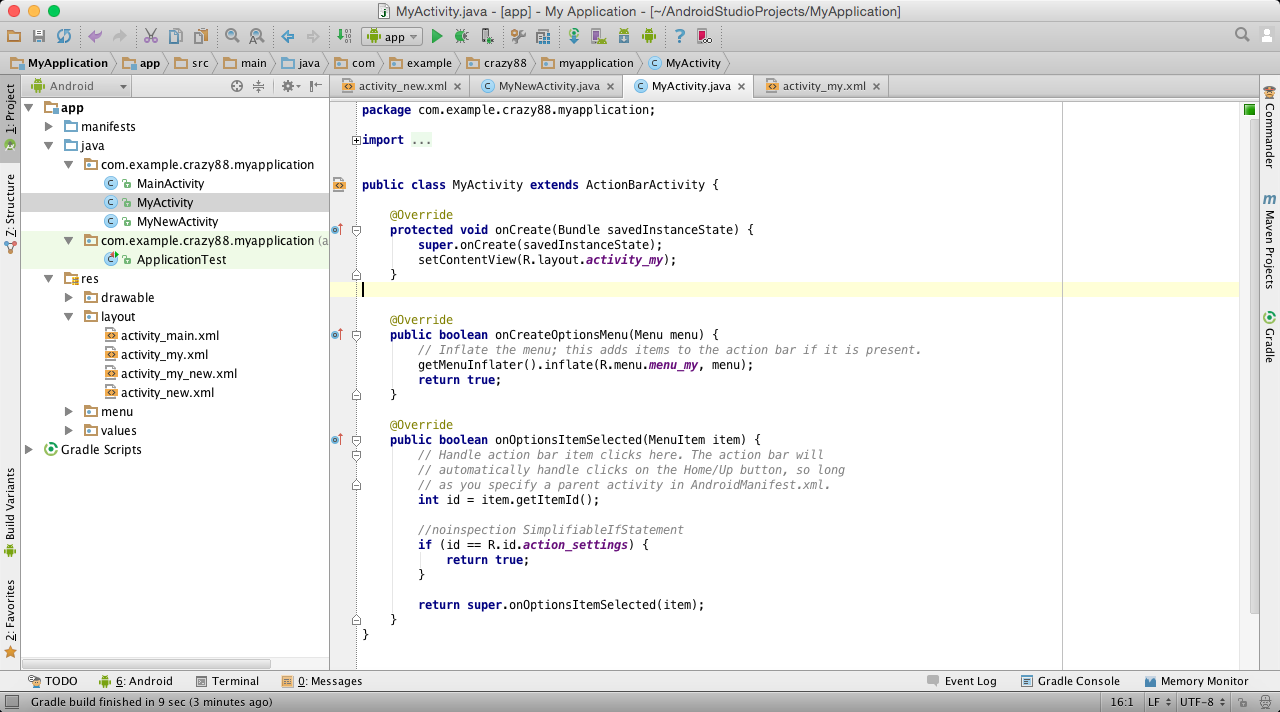 MyActivity.java - [app] - My Application - [~/AndroidStudioProjects/MyApplication]
app
MyApplication app src main java com example crazy88 myapplication MyActivity
Android
activity_new.xml MyNewActivity.java MyActivity.java activity_my.xml
1: Project
Z: Structure
Build Variants
2: Favorites
app
manifests
java
com.example.crazy88.myapplication
MainActivity
MyActivity
MyNewActivity
com.example.crazy88.myapplication (a
ApplicationTest
res
drawable
layout
activity_main.xml
activity_my.xml
activity_my_new.xml
activity_new.xml
menu
values
Gradle Scripts
package com.example.crazy88.myapplication;
import ...
public class MyActivity extends ActionBarActivity {
@Override
protected void onCreate(Bundle savedInstanceState) {
super.onCreate(savedInstanceState);
setContentView(R.layout.activity_my);
}
@Override
public boolean onCreateOptionsMenu(Menu menu) {
// Inflate the menu; this adds items to the action bar if it is present.
getMenuInflater().inflate(R.menu.menu_my, menu);
return true;
}
@Override
public boolean onOptionsItemSelected(MenuItem item) {
// Handle action bar item clicks here. The action bar will
// automatically handle clicks on the Home/Up button, so long
// as you specify a parent activity in AndroidManifest.xml.
int id = item.getItemId();
//noinspection SimplifiableIfStatement
if (id == R.id.action_settings) {
return true;
}
return super.onOptionsItemSelected(item);
}
}
Commander
Maven Projects
Gradle
TODO 6: Android Terminal 0: Messages Event Log Gradle Console Memory Monitor
Gradle build finished in 9 sec (3 minutes ago) 16:1 LF UTF-8